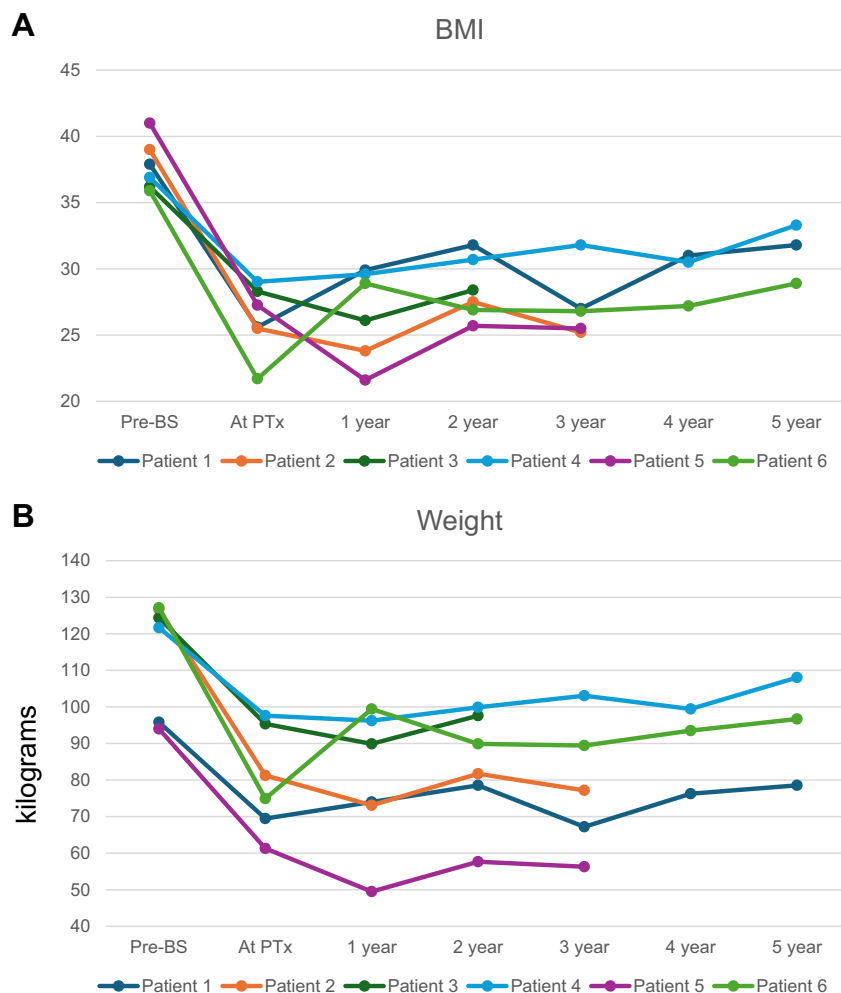 A
BMI
45
40
35
30
25
20
Pre-BS At PTx 1 year 2 year 3 year 4 year 5 year
Patient 1 Patient 2 Patient 3 Patient 4 Patient 5 Patient 6
B
Weight
140
130
120
110
100
90
80
70
60
50
40
kilograms
Pre-BS At PTx 1 year 2 year 3 year 4 year 5 year
Patient 1 Patient 2 Patient 3 Patient 4 Patient 5 Patient 6